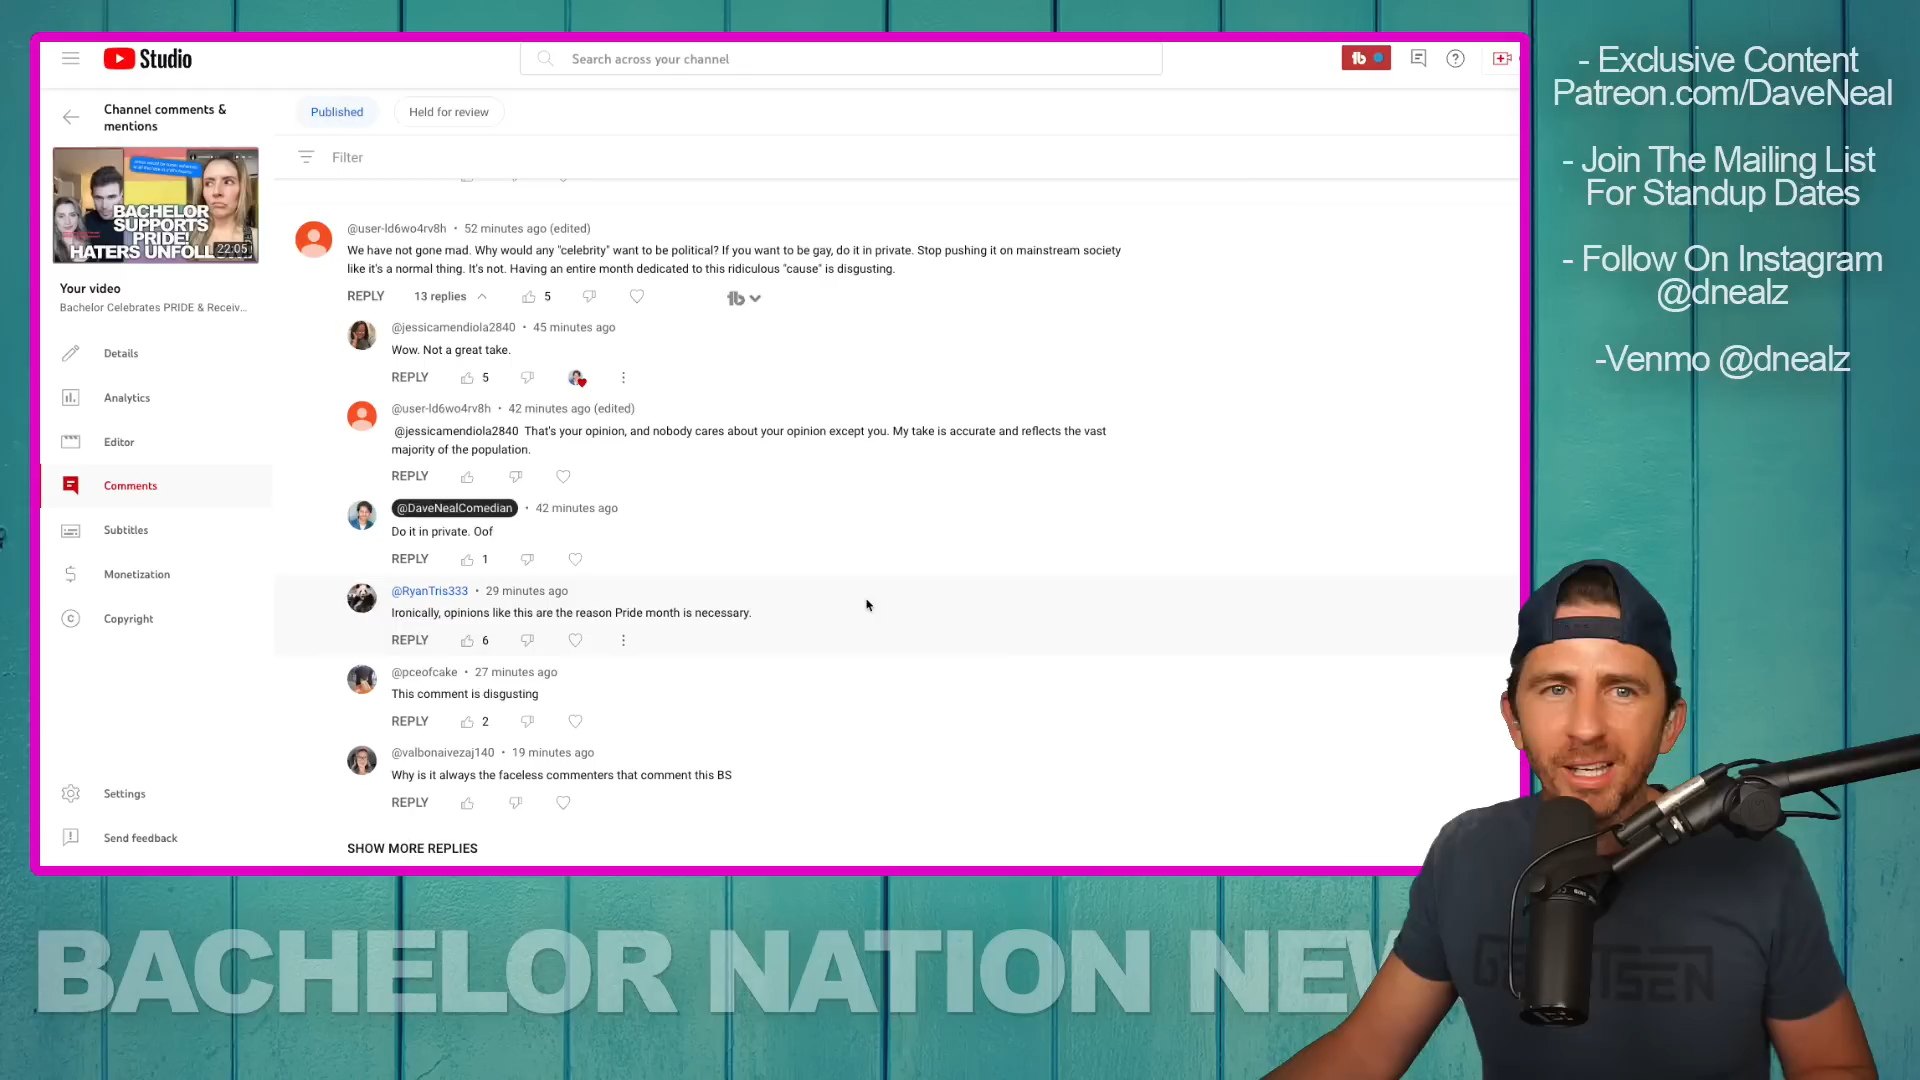 Studio
Search across your channel
Channel comments &
mentions
BACHELOR
SUPPORTS
PRIDE!
HATERS UNFOLL
22:05
Your video
Bachelor Celebrates PRIDE & Receiv...
Details
Analytics
Editor
Comments
Subtitles
Monetization
Copyright
Settings
Send feedback
Published
Held for review
Filter
@user-ld6wo4rv8h • 52 minutes ago (edited)
We have not gone mad. Why would any "celebrity" want to be political? If you want to be gay, do it in private. Stop pushing it on mainstream society
like it's a normal thing. It's not. Having an entire month dedicated to this ridiculous "cause" is disgusting.
REPLY 13 replies 5
@jessicamendiola2840 • 45 minutes ago
Wow. Not a great take.
REPLY 5
@user-ld6wo4rv8h • 42 minutes ago (edited)
@jessicamendiola2840 That's your opinion, and nobody cares about your opinion except you. My take is accurate and reflects the vast
majority of the population.
REPLY
@DaveNealComedian • 42 minutes ago
Do it in private. Oof
REPLY 1
@RyanTris333 • 29 minutes ago
Ironically, opinions like this are the reason Pride month is necessary.
REPLY 6
@pceofcake • 27 minutes ago
This comment is disgusting
REPLY 2
@valbonaivezaj140 • 19 minutes ago
Why is it always the faceless commenters that comment this BS
REPLY
SHOW MORE REPLIES
- Exclusive Content
Patreon.com/DaveNeal
- Join The Mailing List
For Standup Dates
- Follow On Instagram
@dnealz
-Venmo @dnealz
BACHELOR NATION NEW